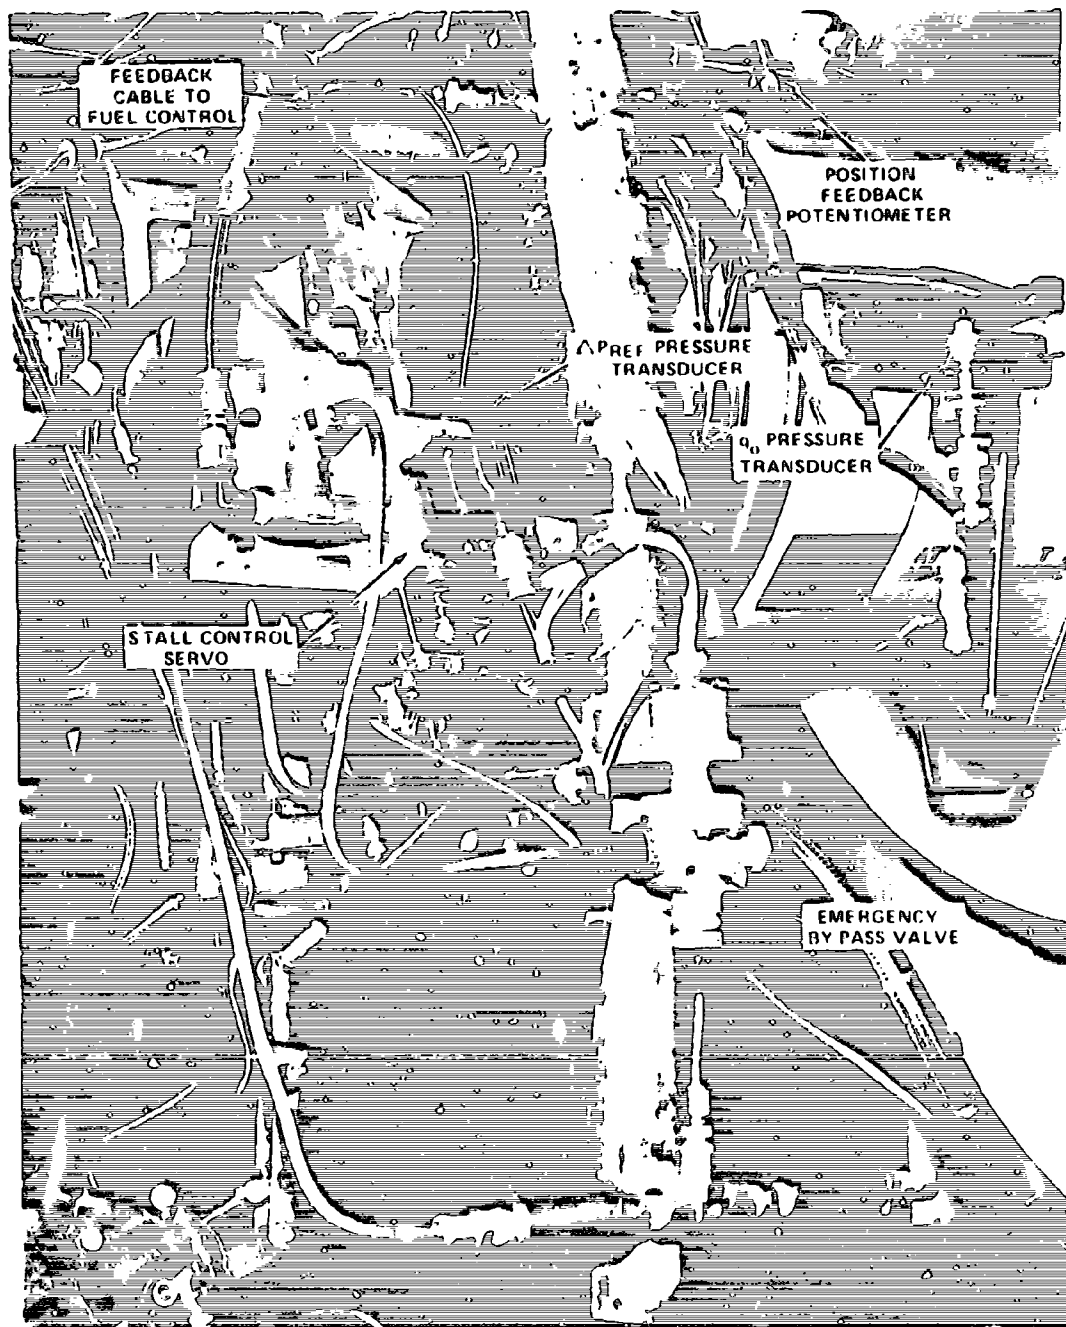 FEEDBACK
CABLE TO
FUEL CONTROL
POSITION
FEEDBACK
POTENTIOMETER
△PREF PRESSURE
TRANSDUCER
q₀ PRESSURE
TRANSDUCER
STALL CONTROL
SERVO
EMERGENCY
BY PASS VALVE